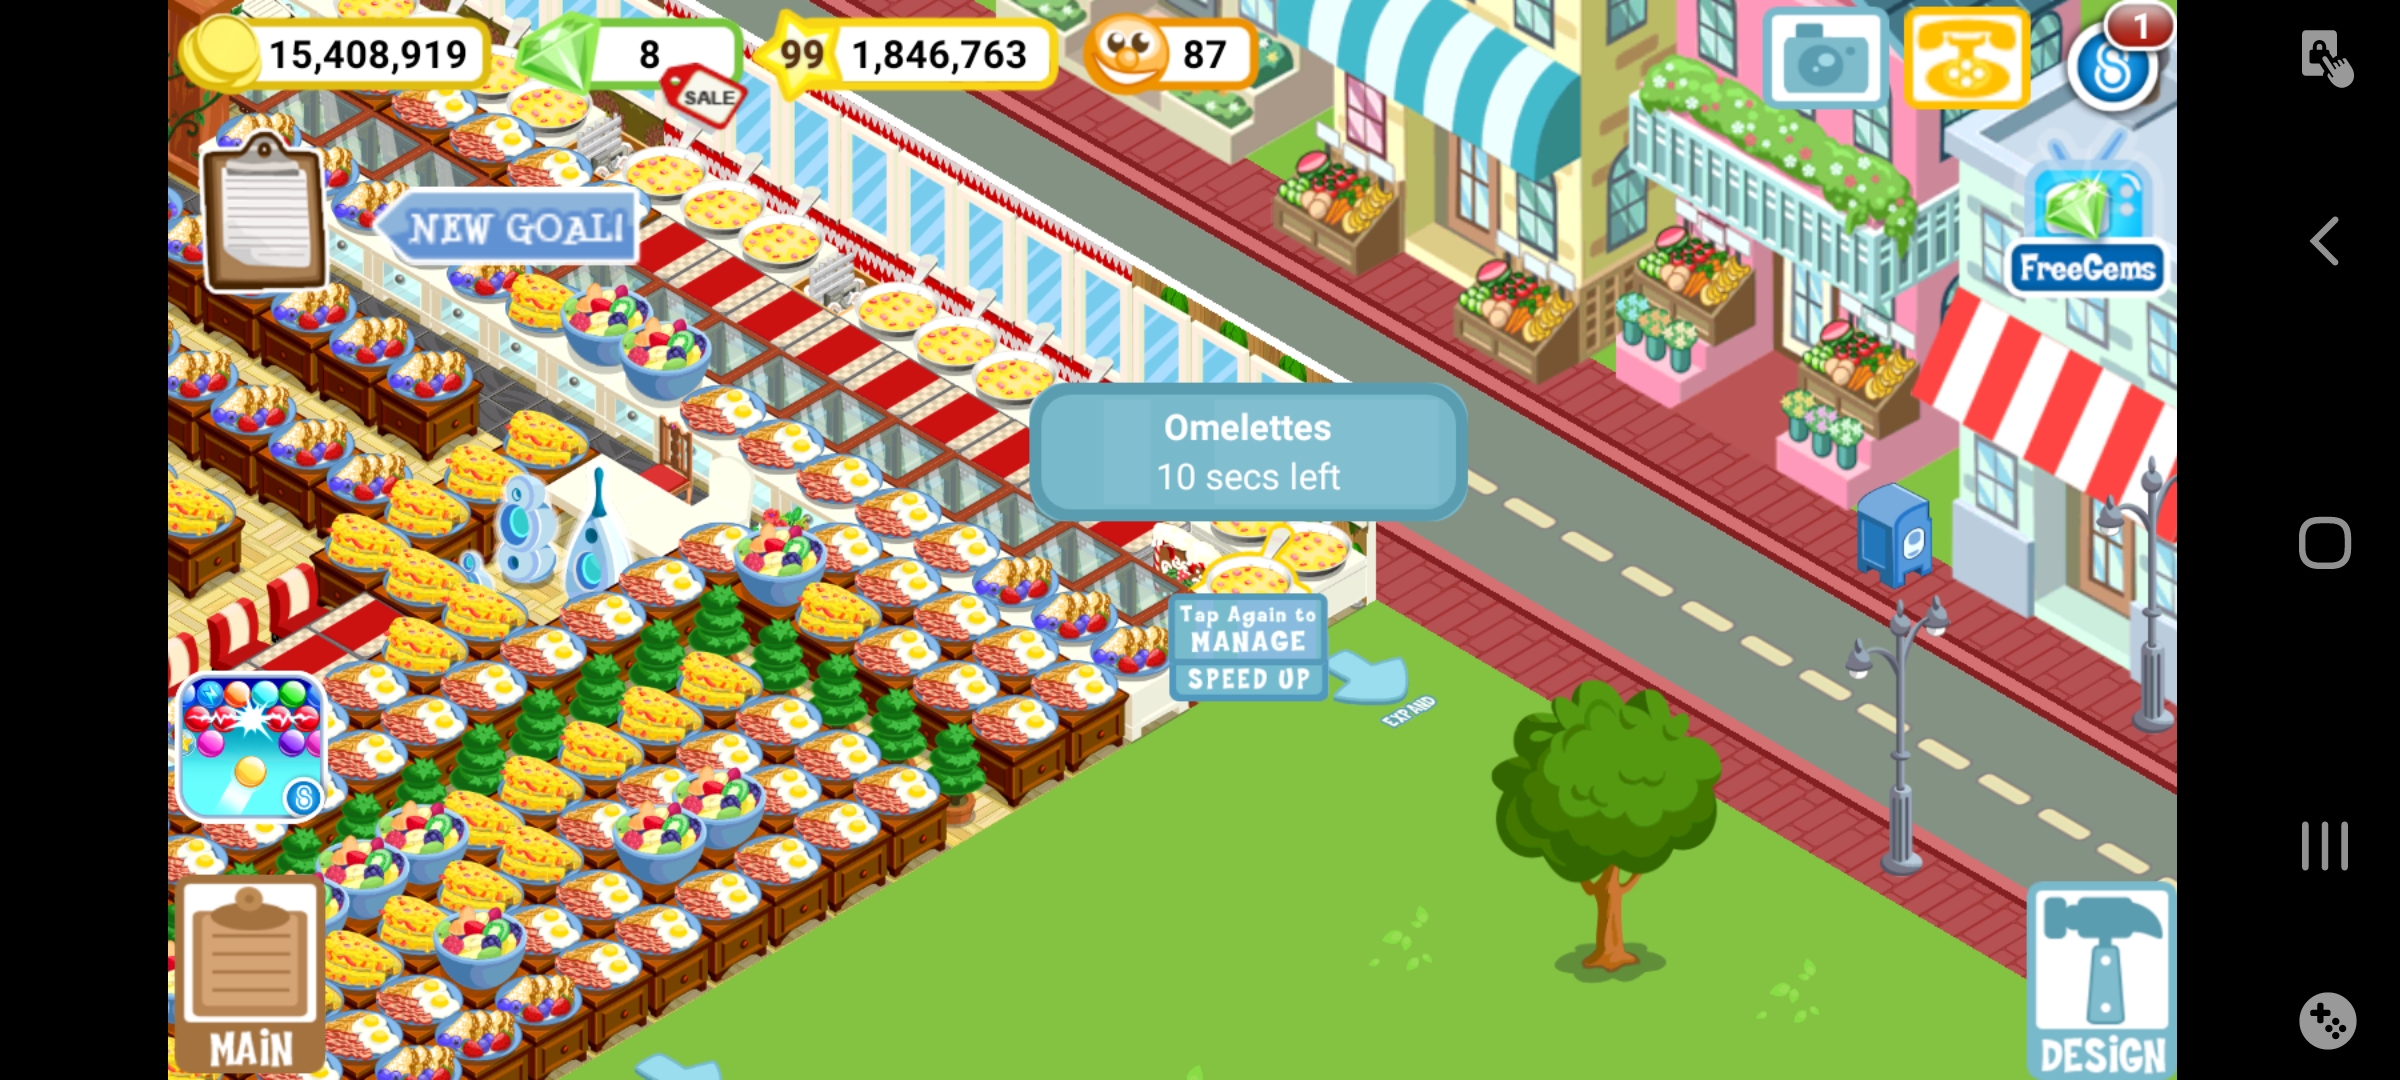 15,408,919
8
SALE
99
1,846,763
87
1
NEW GOAL!
FreeGems
Omelettes
10 secs left
Tap Again to
MANAGE
SPEED UP
EXPAND
MAiN
DESiGN